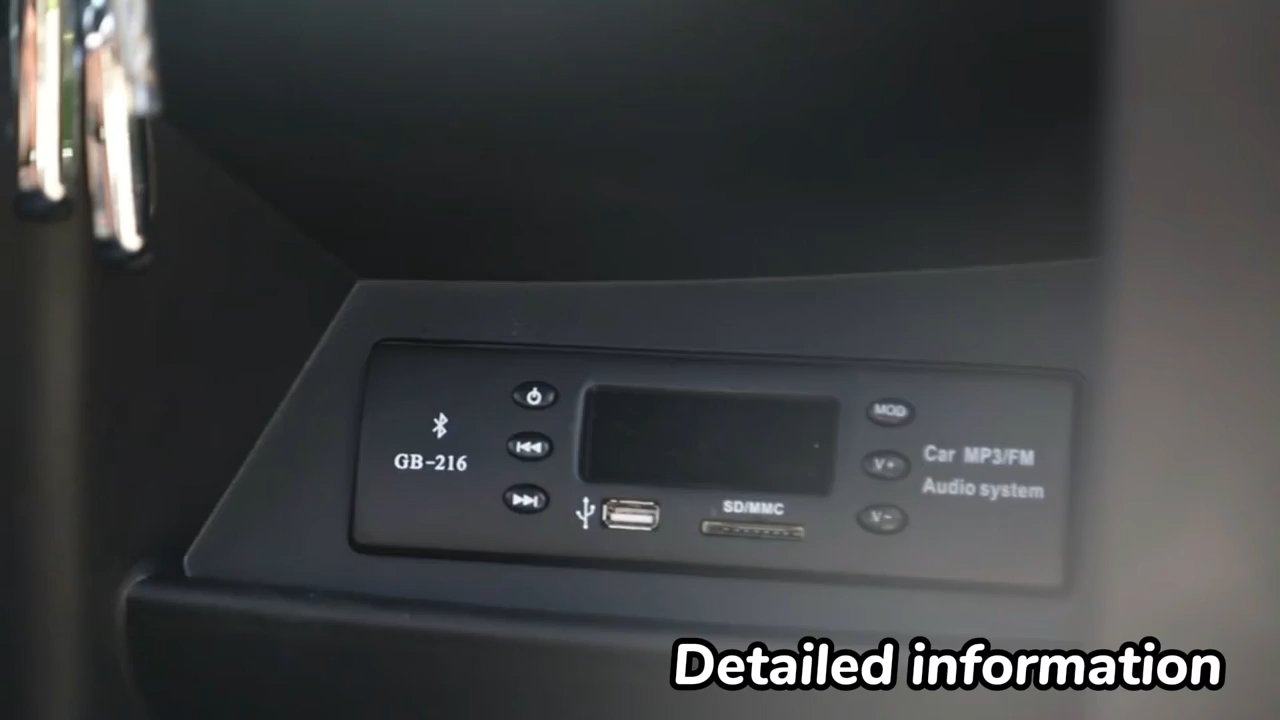 GB-216
MOD
Car MP3/FM
V+
Audio system
SD/MMC
V-
Detailed information